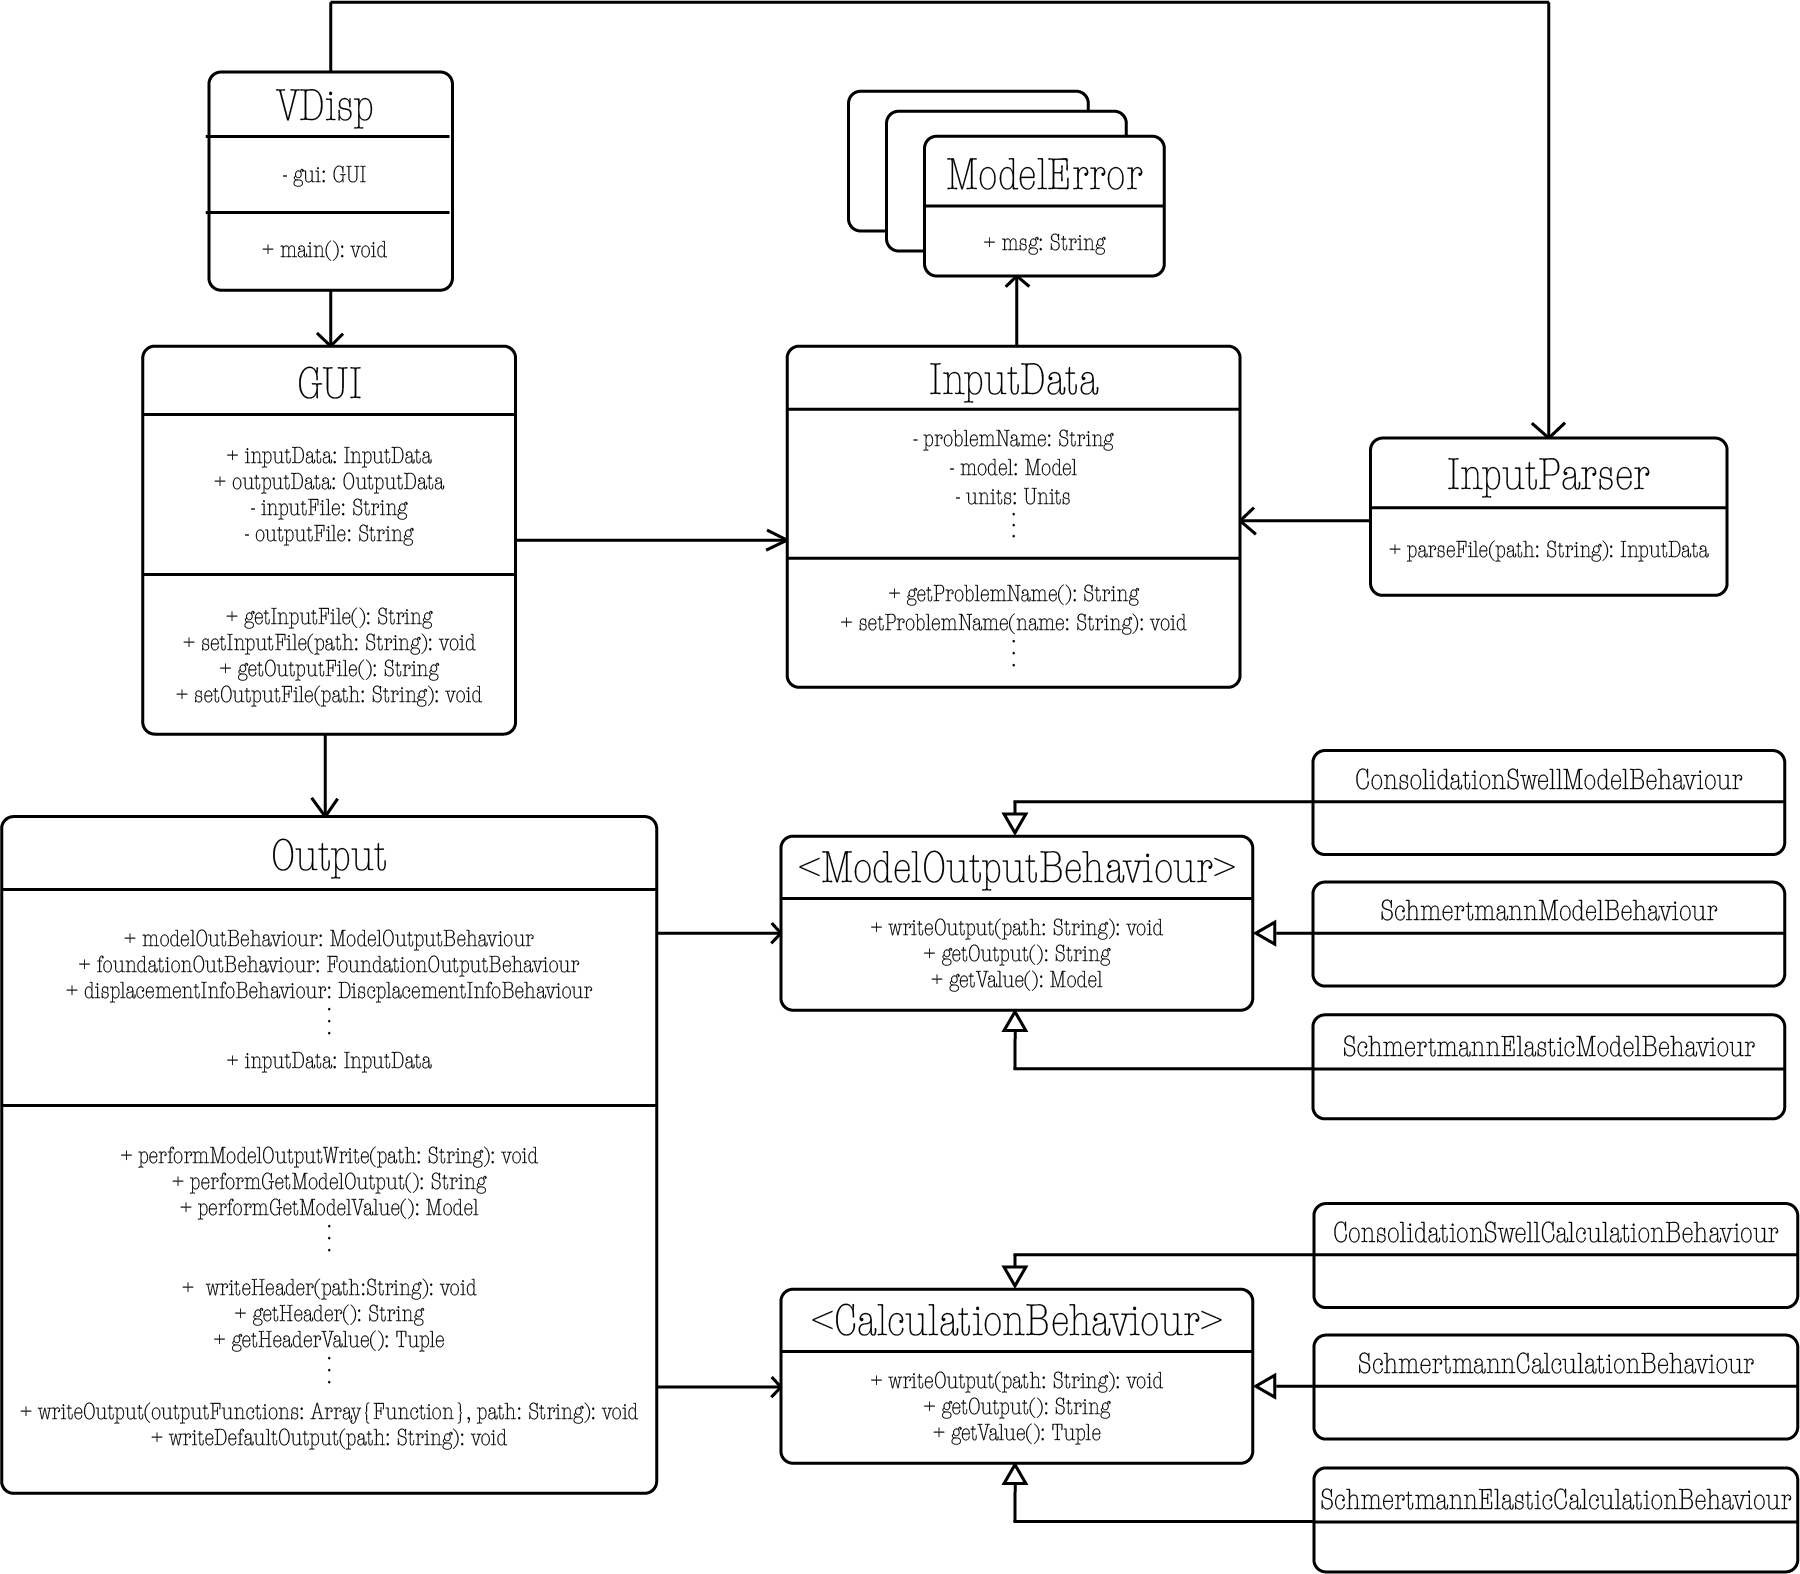 VDisp
- gui: GUI
+ main(): void
ModelError
+ msg: String
GUI
+ inputData: InputData
+ outputData: OutputData
- inputFile: String
- outputFile: String
+ getInputFile(): String
+ setInputFile(path: String): void
+ getOutputFile(): String
+ setOutputFile(path: String): void
InputData
- problemName: String
- model: Model
- units: Units
+ getProblemName(): String
+ setProblemName(name: String): void
InputParser
+ parseFile(path: String): InputData
Output
+ modelOutBehaviour: ModelOutputBehaviour
+ foundationOutBehaviour: FoundationOutputBehaviour
+ displacementInfoBehaviour: DiscplacementInfoBehaviour
+ inputData: InputData
+ performModelOutputWrite(path: String): void
+ performGetModelOutput(): String
+ performGetModelValue(): Model
+ writeHeader(path:String): void
+ getHeader(): String
+ getHeaderValue(): Tuple
+ writeOutput(outputFunctions: Array{Function}, path: String): void
+ writeDefaultOutput(path: String): void
<ModelOutputBehaviour>
+ writeOutput(path: String): void
+ getOutput(): String
+ getValue(): Model
ConsolidationSwellModelBehaviour
SchmertmannModelBehaviour
SchmertmannElasticModelBehaviour
<CalculationBehaviour>
+ writeOutput(path: String): void
+ getOutput(): String
+ getValue(): Tuple
ConsolidationSwellCalculationBehaviour
SchmertmannCalculationBehaviour
SchmertmannElasticCalculationBehaviour